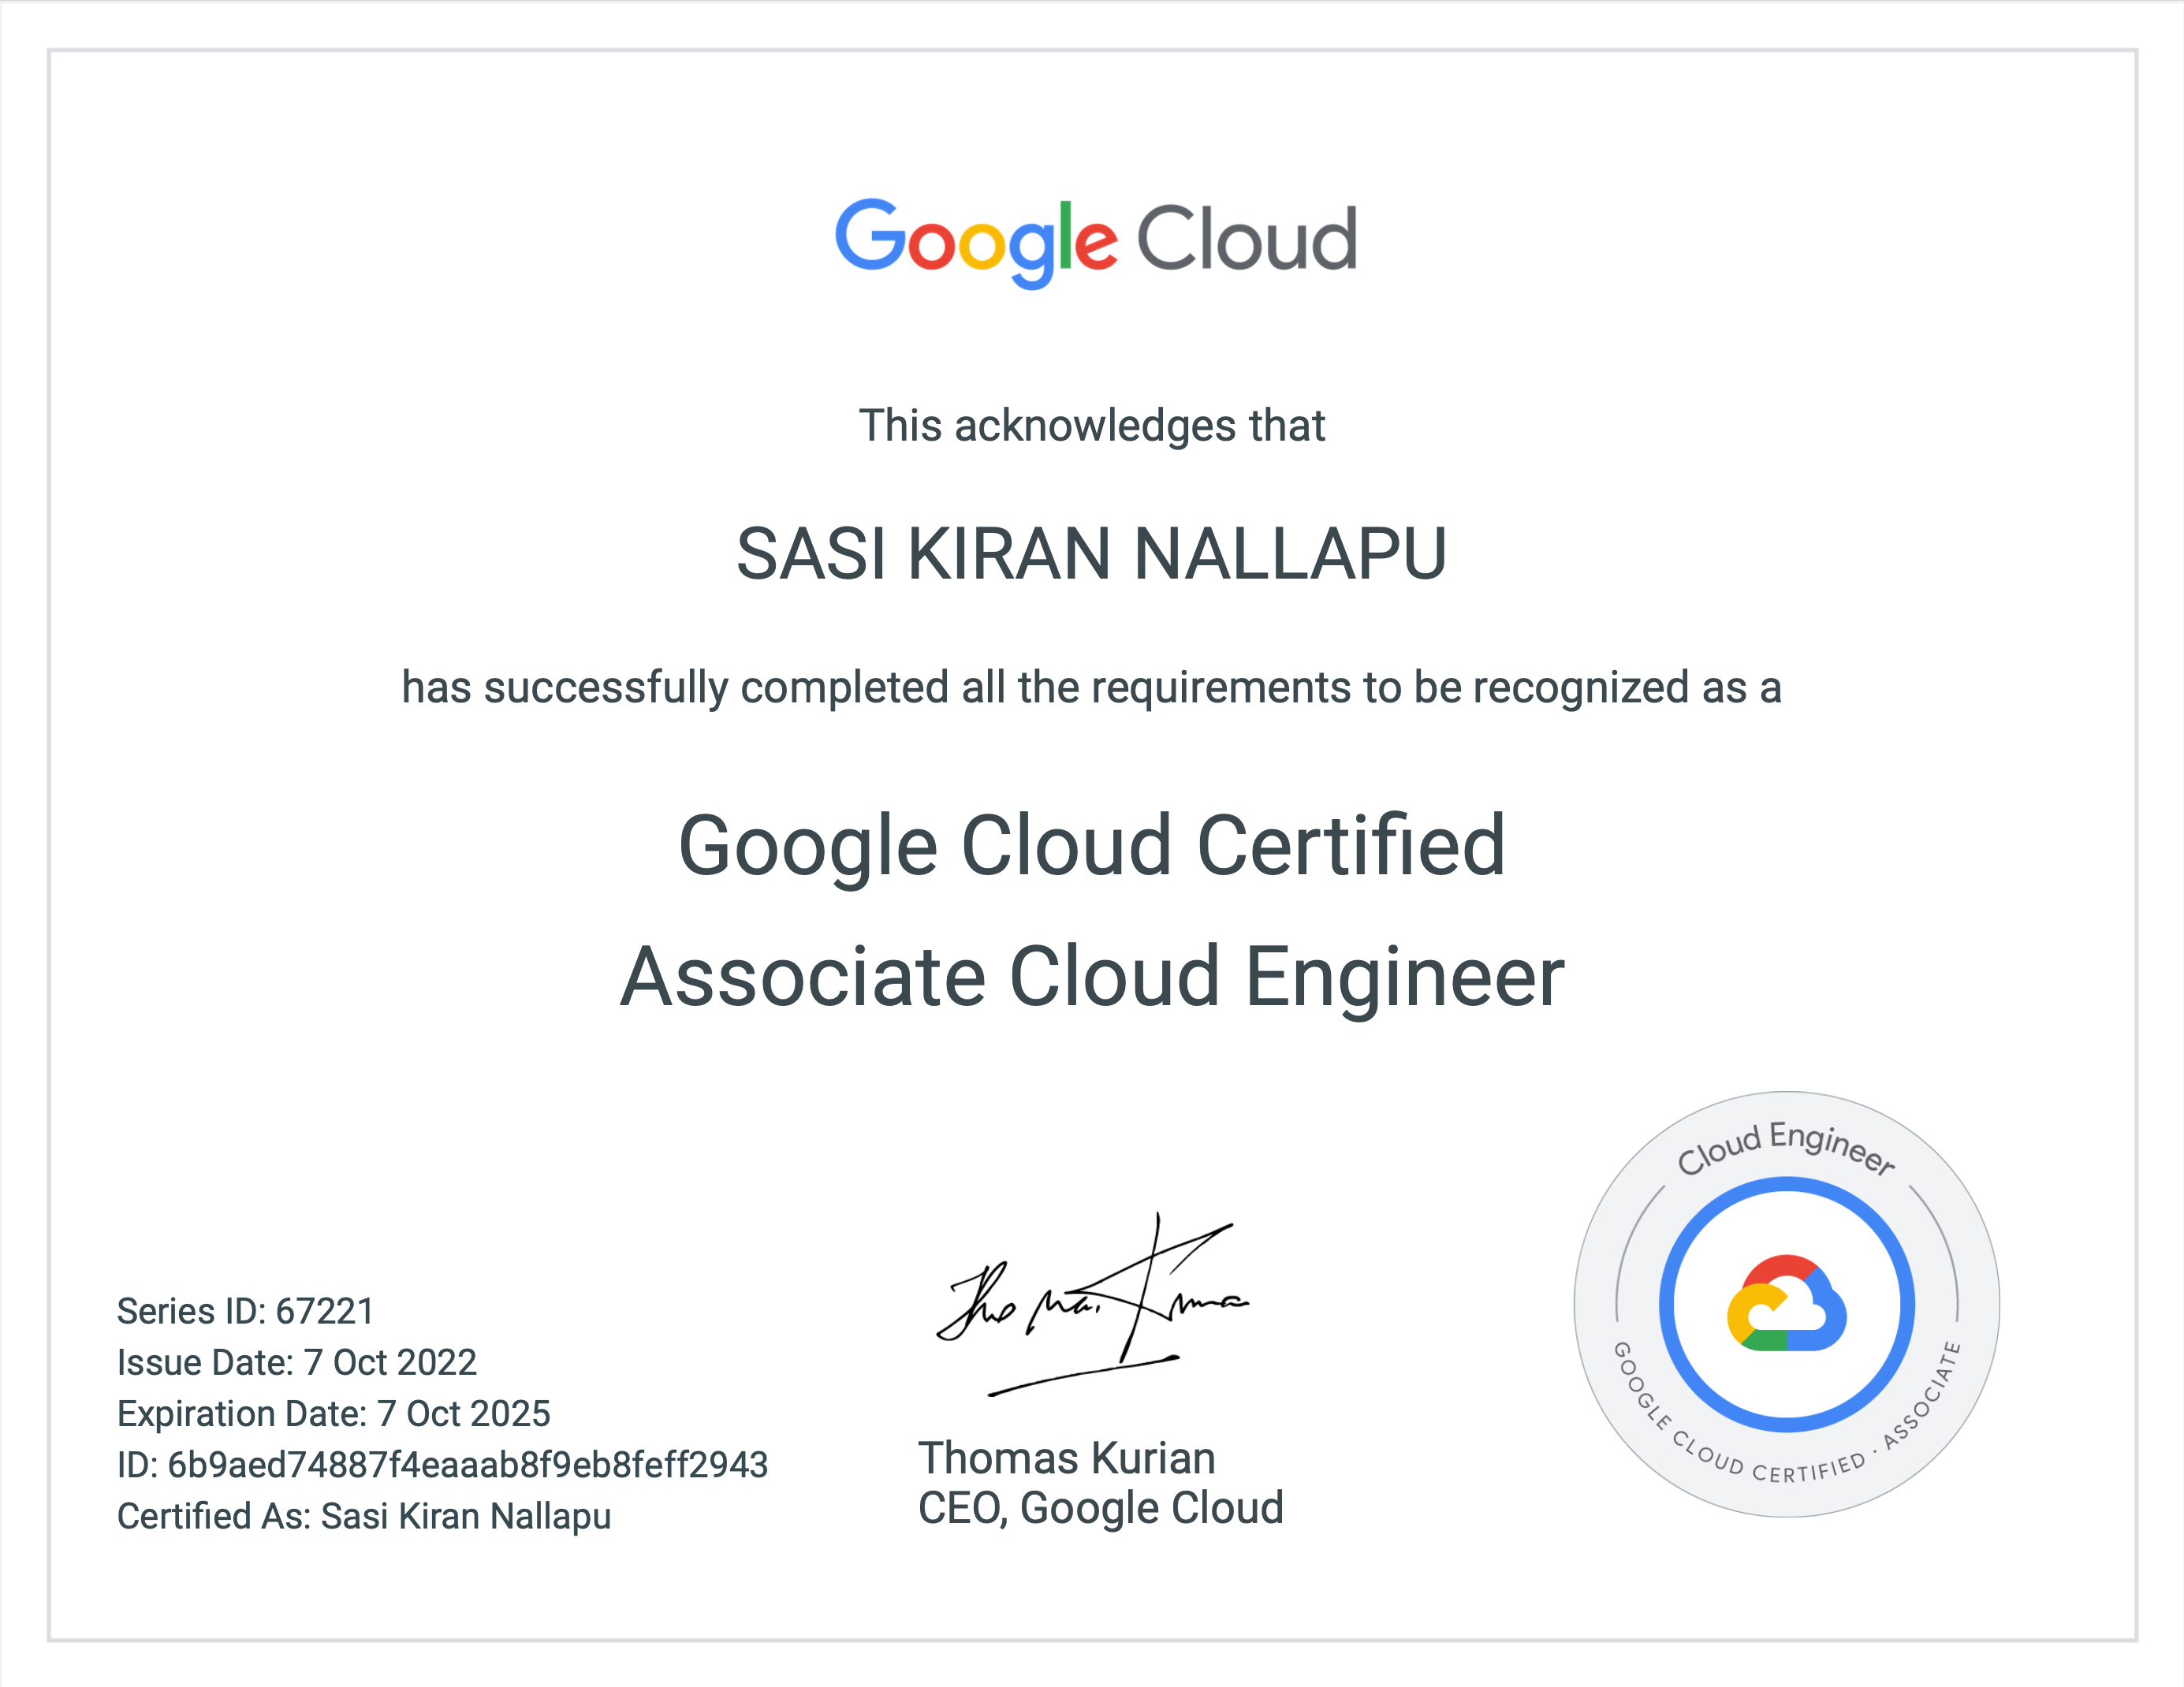 Google Cloud
This acknowledges that
SASI KIRAN NALLAPU
has successfully completed all the requirements to be recognized as a
Google Cloud Certified
Associate Cloud Engineer
Series ID: 67221
Issue Date: 7 Oct 2022
Expiration Date: 7 Oct 2025
ID: 6b9aed74887f4eaaab8f9eb8feff2943
Certified As: Sasi Kiran Nallapu
Thomas Kurian
Thomas Kurian
CEO, Google Cloud
Cloud Engineer
GOOGLE CLOUD CERTIFIED · ASSOCIATE